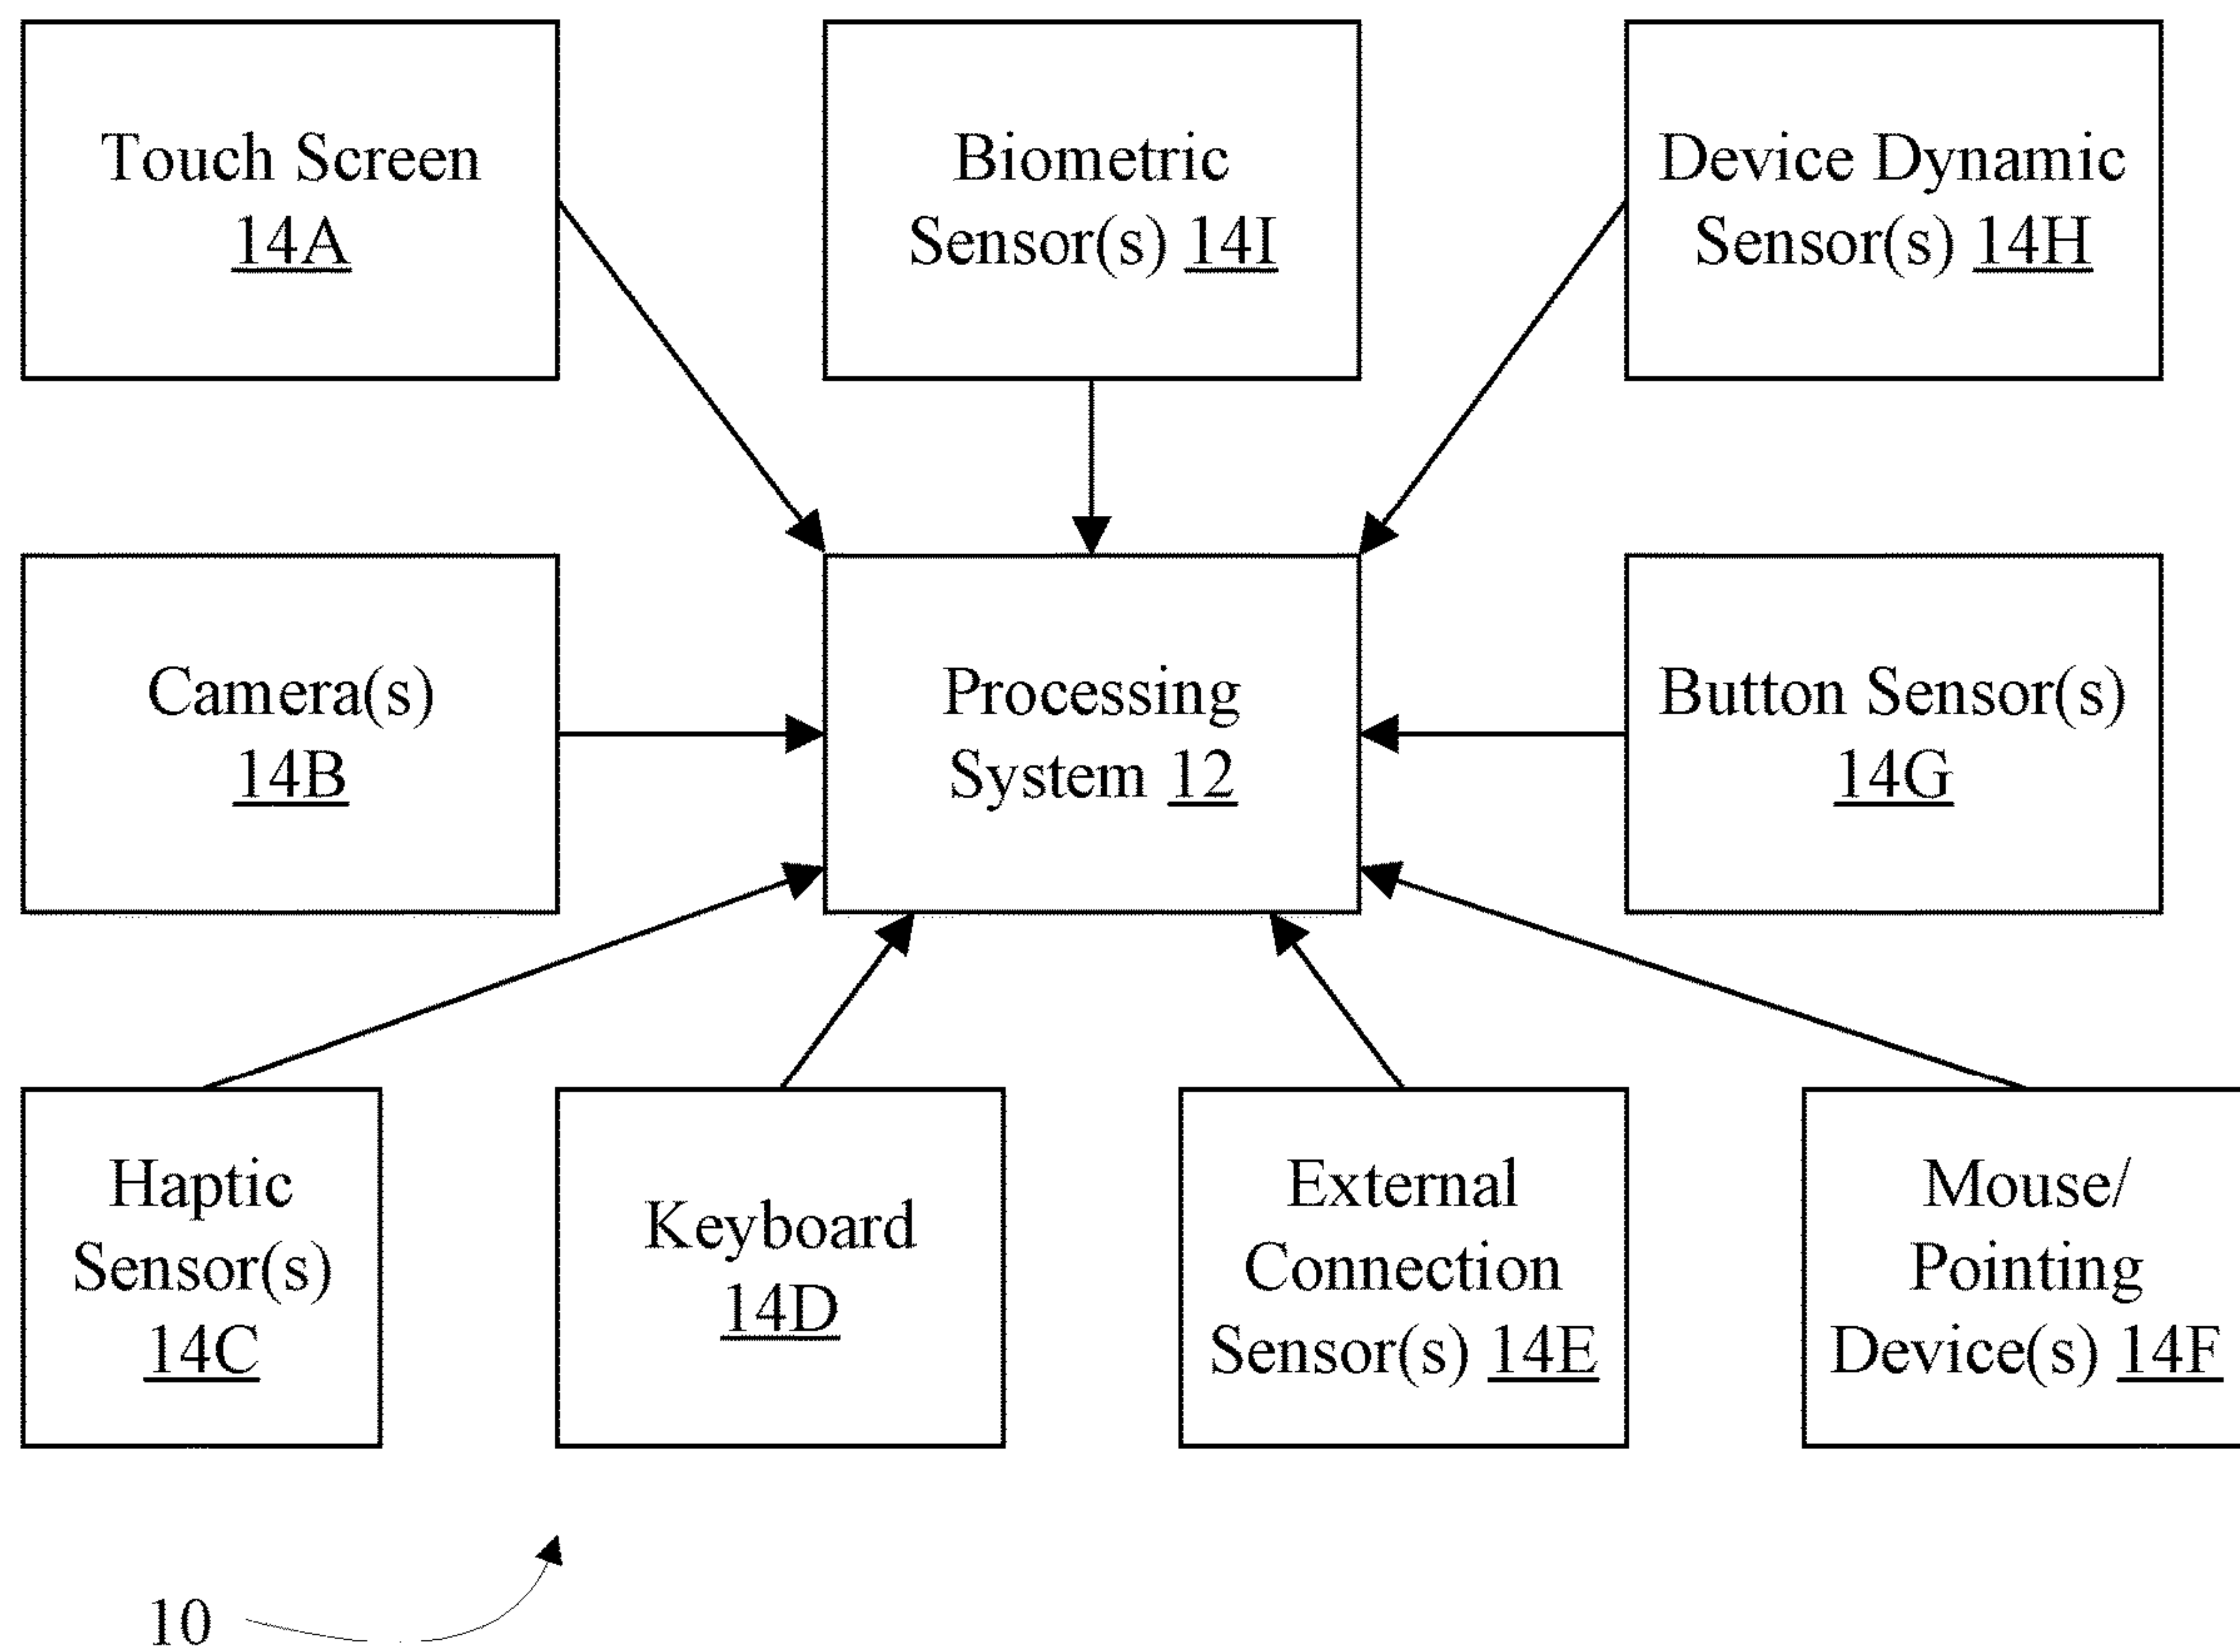 Touch Screen
14A
Biometric
Sensor(s) 14I
Device Dynamic
Sensor(s) 14H
Camera(s)
14B
Processing
System 12
Button Sensor(s)
14G
Haptic
Sensor(s)
14C
Keyboard
14D
External
Connection
Sensor(s) 14E
Mouse/
Pointing
Device(s) 14F
10